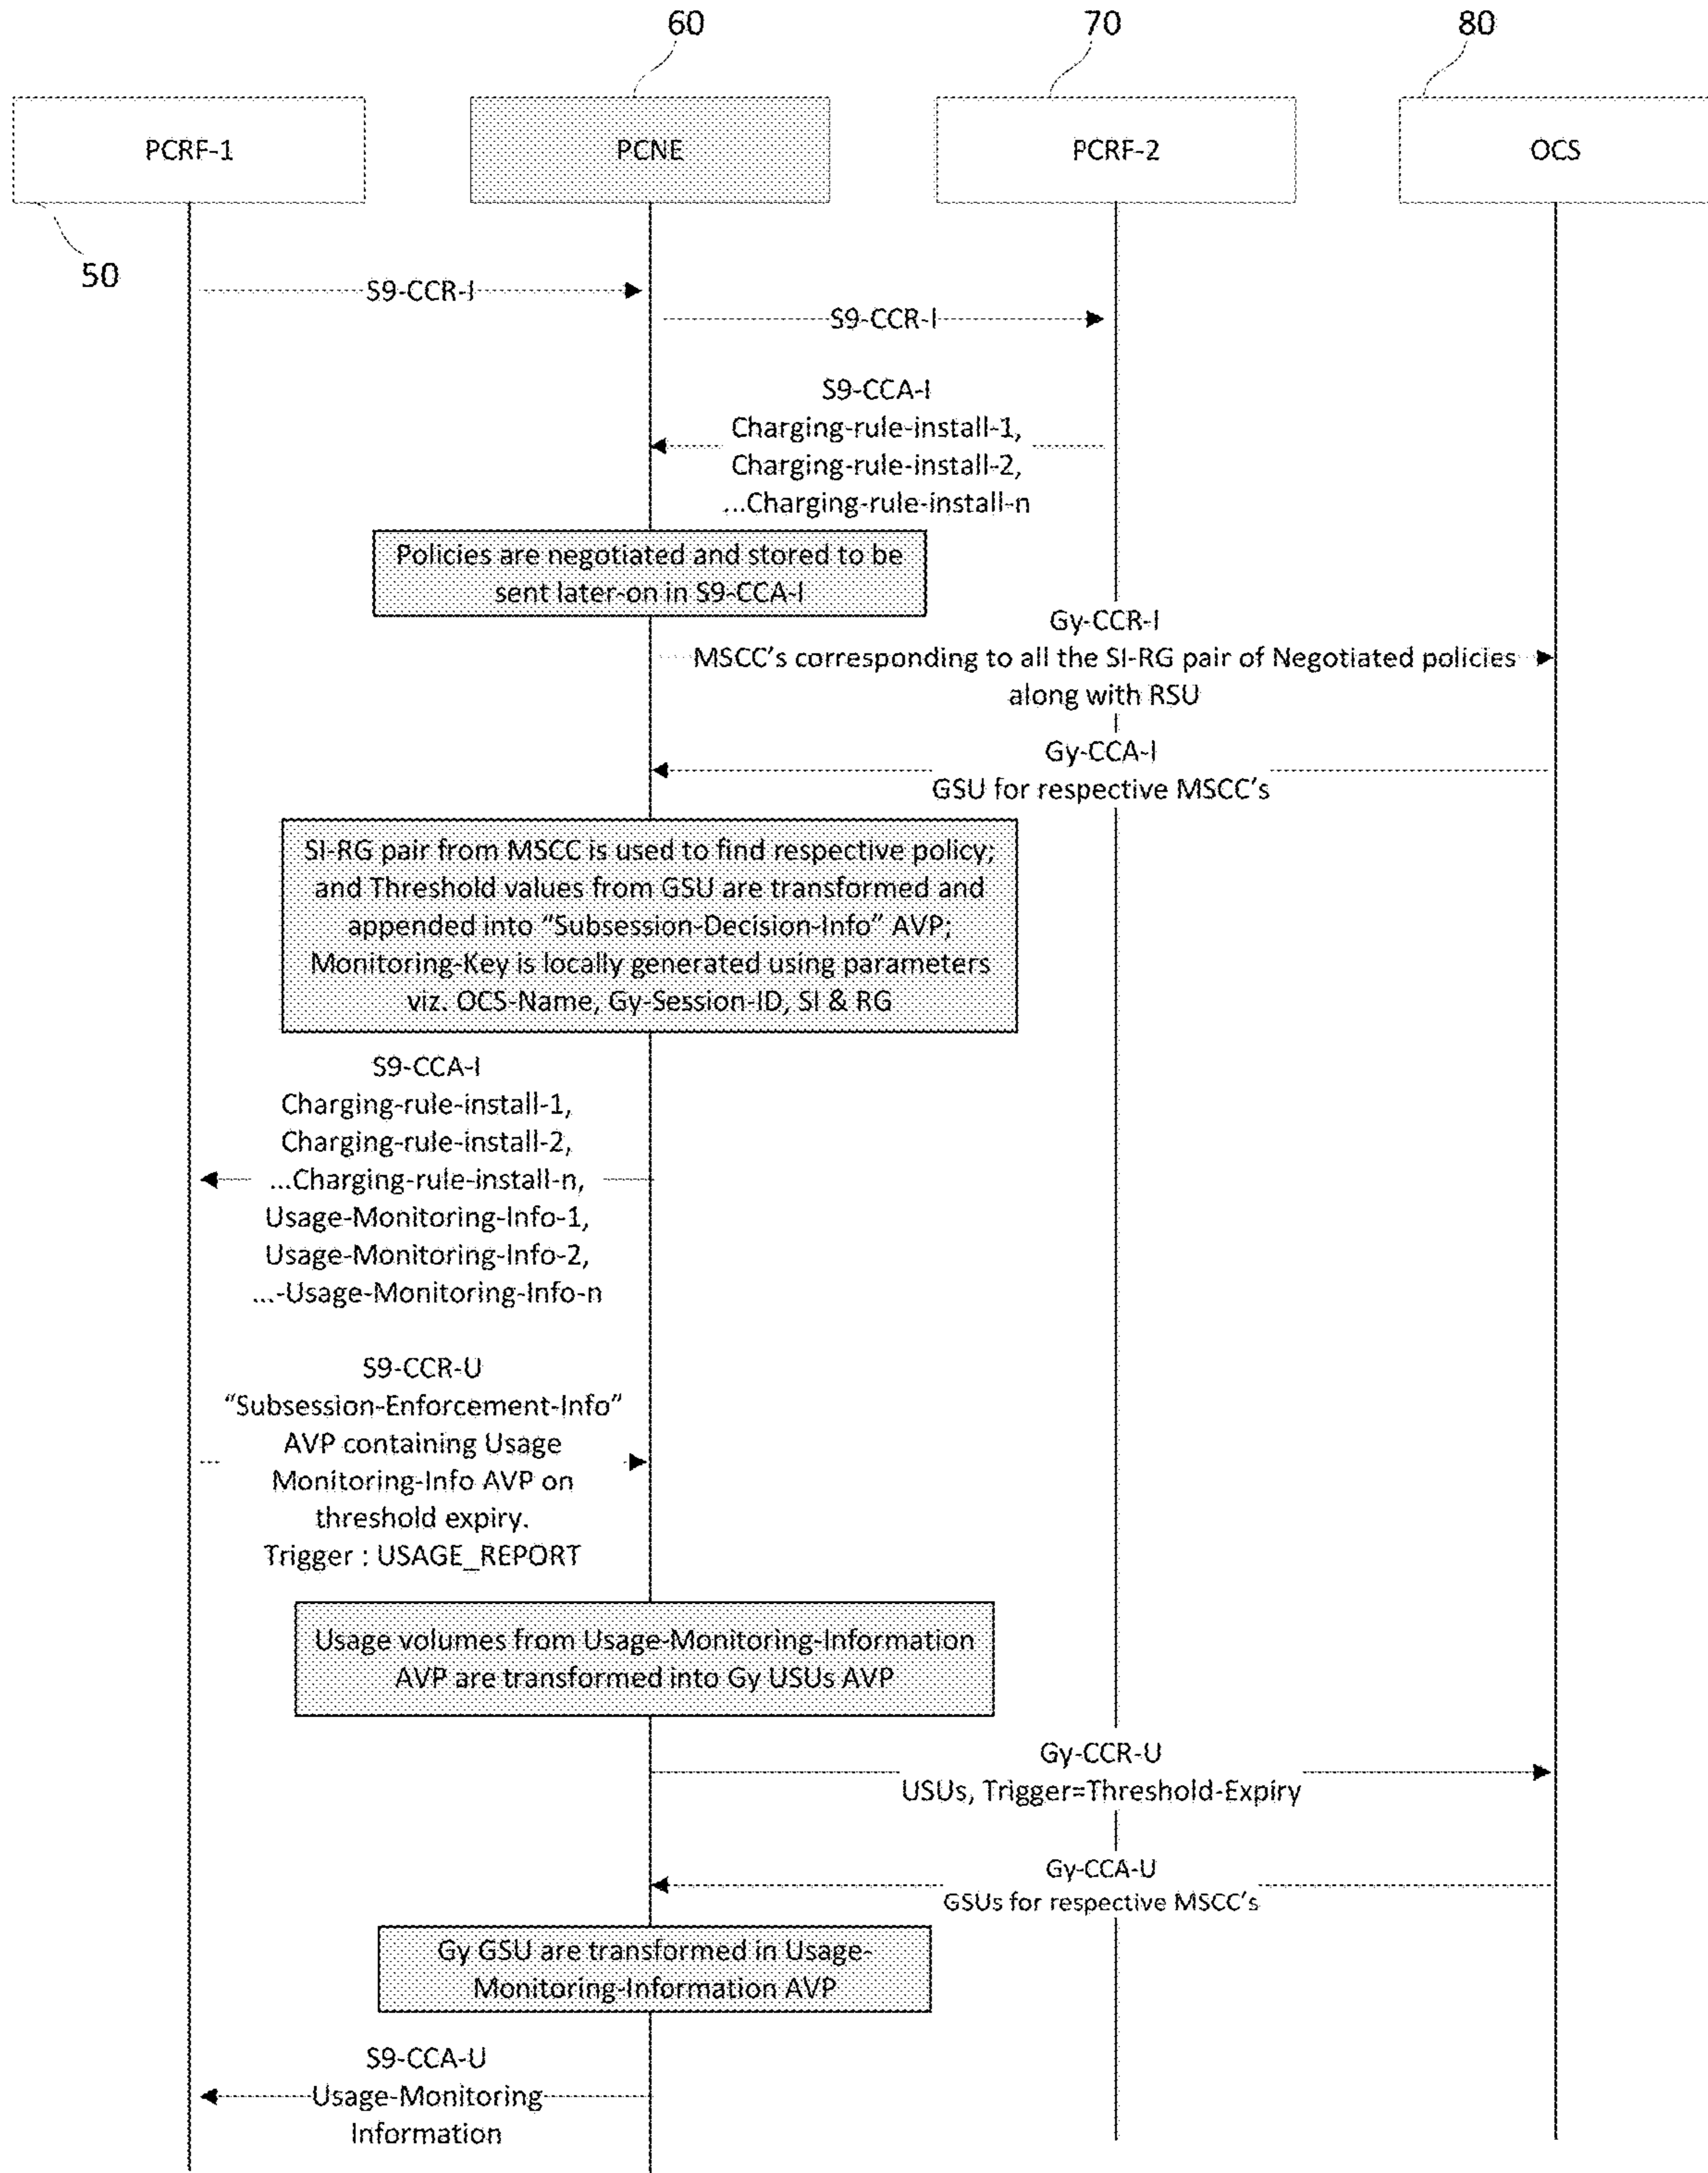 60
70
80
PCRF-1
PCNE
PCRF-2
OCS
50
S9-CCR-I
S9-CCR-I
S9-CCA-I
Charging-rule-install-1,
Charging-rule-install-2,
...Charging-rule-install-n
Policies are negotiated and stored to be
sent later-on in S9-CCA-I
Gy-CCR-I
MSCC's corresponding to all the SI-RG pair of Negotiated policies
along with RSU
Gy-CCA-I
GSU for respective MSCC's
SI-RG pair from MSCC is used to find respective policy;
and Threshold values from GSU are transformed and
appended into “Subsession-Decision-Info” AVP;
Monitoring-Key is locally generated using parameters
viz. OCS-Name, Gy-Session-ID, SI & RG
S9-CCA-I
Charging-rule-install-1,
Charging-rule-install-2,
...Charging-rule-install-n,
Usage-Monitoring-Info-1,
Usage-Monitoring-Info-2,
...-Usage-Monitoring-Info-n
S9-CCR-U
“Subsession-Enforcement-Info”
AVP containing Usage
Monitoring-Info AVP on
threshold expiry.
Trigger : USAGE_REPORT
Usage volumes from Usage-Monitoring-Information
AVP are transformed into Gy USUs AVP
Gy-CCR-U
USUs, Trigger=Threshold-Expiry
Gy-CCA-U
GSUs for respective MSCC's
Gy GSU are transformed in Usage-
Monitoring-Information AVP
S9-CCA-U
Usage-Monitoring
Information